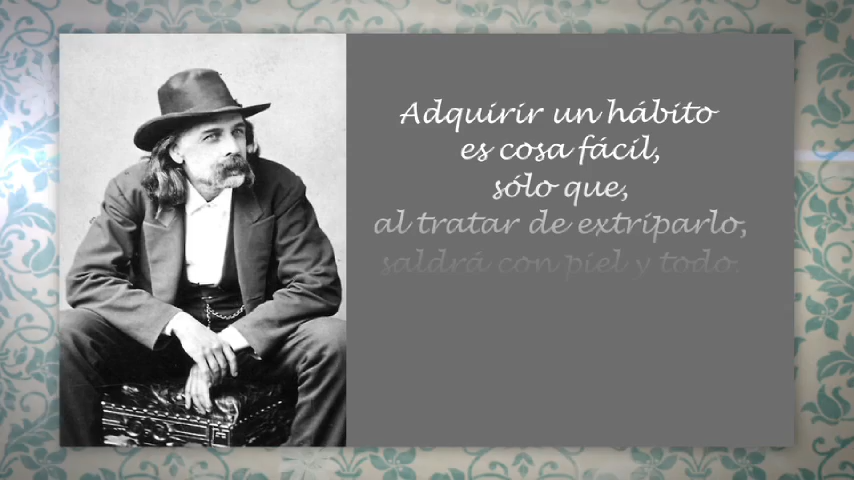 Adquirir un hábito
es cosa fácil,
sólo que,
al tratar de extriparlo,
saldrá con piel y todo.